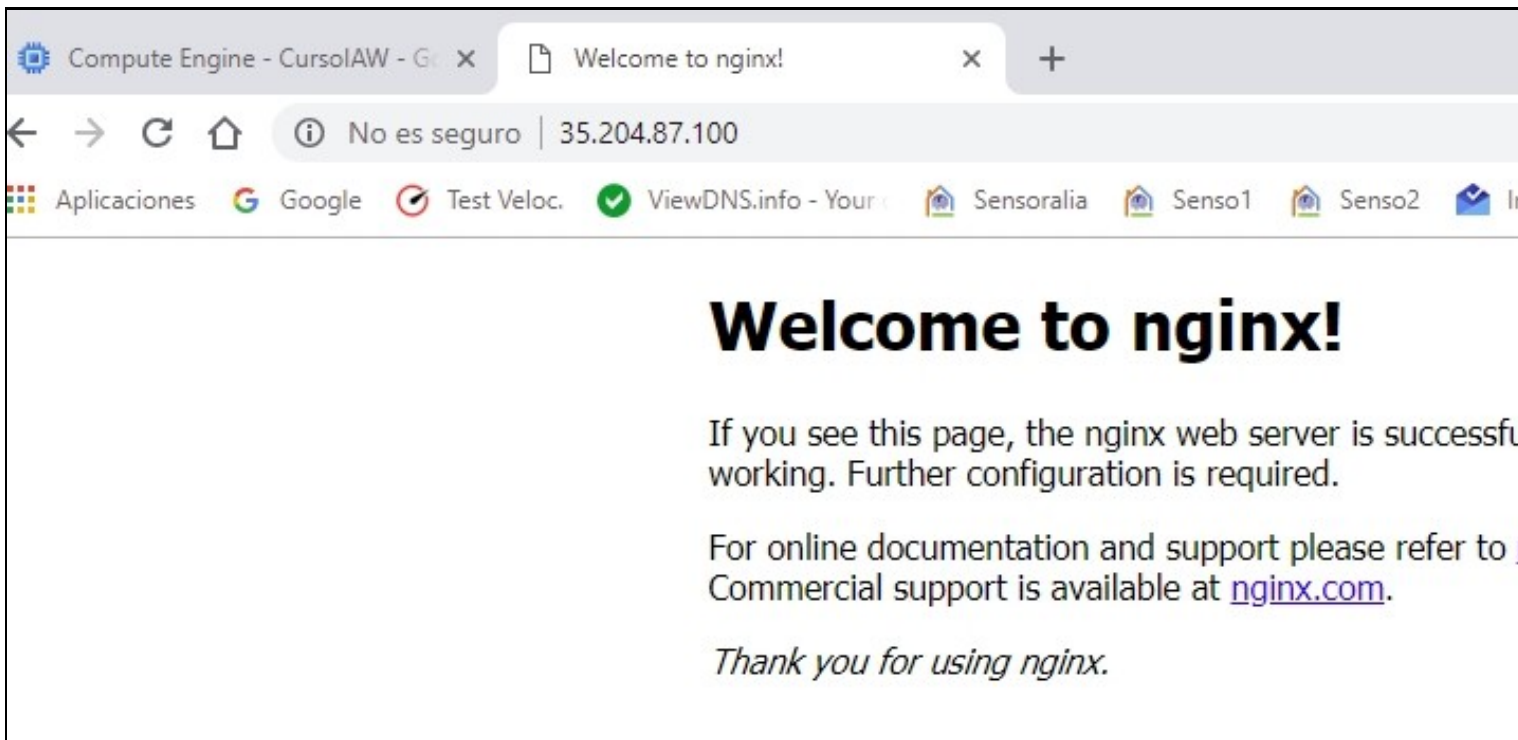 Compute Engine - CursoIAW - G
Welcome to nginx!
No es seguro | 35.204.87.100
Aplicaciones Google Test Veloc. ViewDNS.info - Your Sensoralia Senso1 Senso2
Welcome to nginx!
If you see this page, the nginx web server is
working. Further configuration is required.
For online documentation and support please refer to
Commercial support is available at nginx.com.
Thank you for using nginx.